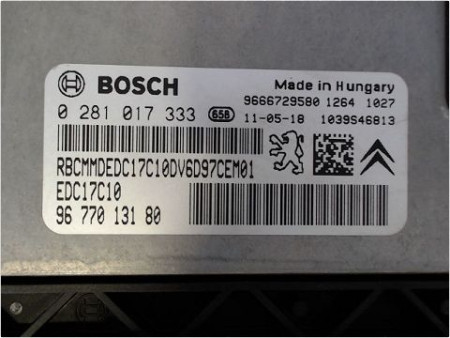 BOSCH
Made in Hungary
9666729580 1264 1027
0 281 017 333 658 11-05-18 1039S46813
RBCMMDEDC17C10DV6D97CEM01
EDC17C10
96 770 131 80